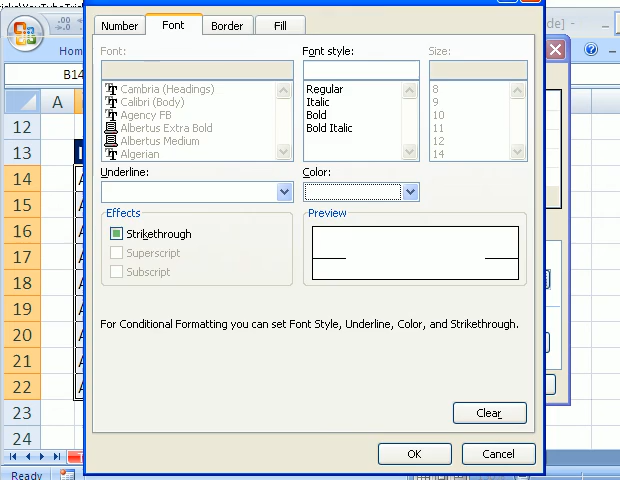 Number
Font
Border
Fill
Font:
Font style:
Size:
Cambria (Headings)
Calibri (Body)
Agency FB
Albertus Extra Bold
Albertus Medium
Algerian
Regular
Italic
Bold
Bold Italic
8
9
10
11
12
14
Underline:
Color:
Effects
Strikethrough
Superscript
Subscript
Preview
For Conditional Formatting you can set Font Style, Underline, Color, and Strikethrough.
Clear
OK
Cancel
Hom
B14
A
12
13
14
15
16
17
18
19
20
21
22
23
24
Ready